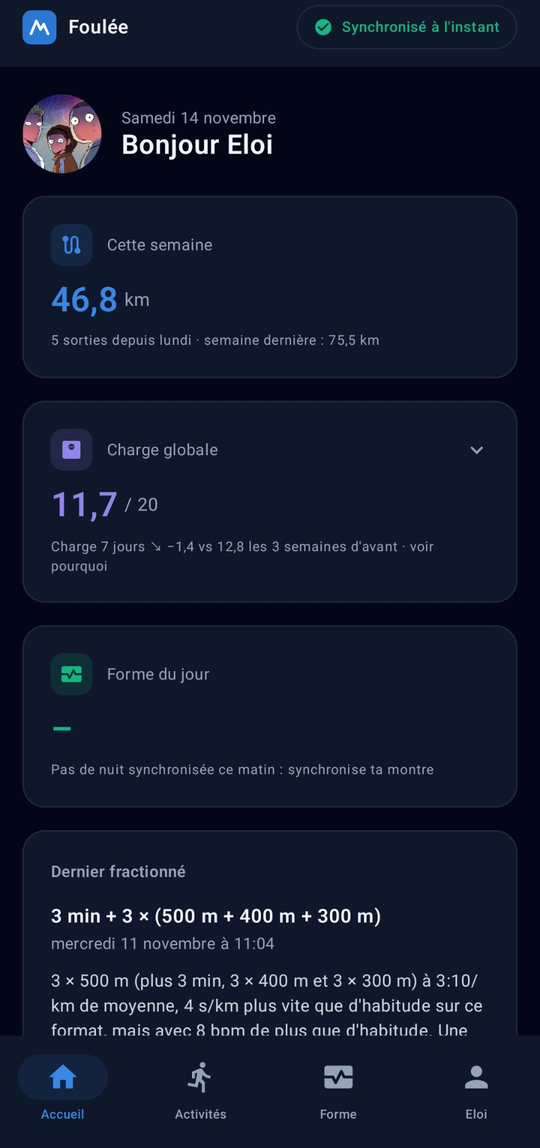 Foulée
Synchronisé à l'instant
Samedi 14 novembre
Bonjour Eloi
Cette semaine
46,8 km
5 sorties depuis lundi · semaine dernière : 75,5 km
Charge globale
11,7 / 20
Charge 7 jours ↘ −1,4 vs 12,8 les 3 semaines d'avant · voir
pourquoi
Forme du jour
–
Pas de nuit synchronisée ce matin : synchronise ta montre
Dernier fractionné
3 min + 3 × (500 m + 400 m + 300 m)
mercredi 11 novembre à 11:04
3 × 500 m (plus 3 min, 3 × 400 m et 3 × 300 m) à 3:10/
km de moyenne, 4 s/km plus vite que d'habitude sur ce
format, mais avec 8 bpm de plus que d'habitude. Une
Accueil
Activités
Forme
Eloi